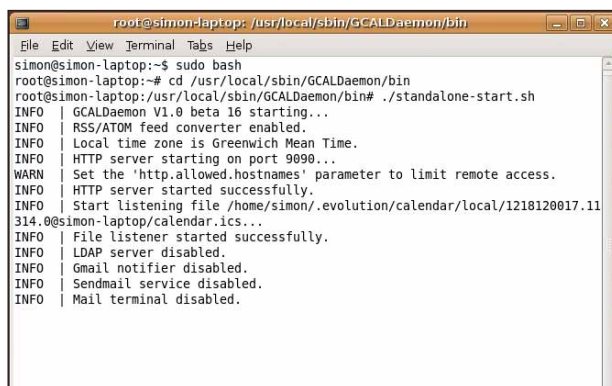 root@simon-laptop: /usr/local/sbin/GCALDaemon/bin
File Edit View Terminal Tabs Help
simon@simon-laptop:~$ sudo bash
root@simon-laptop:~# cd /usr/local/sbin/GCALDaemon/bin
root@simon-laptop:/usr/local/sbin/GCALDaemon/bin# ./standalone-start.sh
INFO | GCALDaemon V1.0 beta 16 starting...
INFO | RSS/ATOM feed converter enabled.
INFO | Local time zone is Greenwich Mean Time.
INFO | HTTP server starting on port 9090...
WARN | Set the 'http.allowed.hostnames' parameter to limit remote access.
INFO | HTTP server started successfully.
INFO | Start listening file /home/simon/.evolution/calendar/local/1218120017.11
314.0@simon-laptop/calendar.ics...
INFO | File listener started successfully.
INFO | LDAP server disabled.
INFO | Gmail notifier disabled.
INFO | Sendmail service disabled.
INFO | Mail terminal disabled.